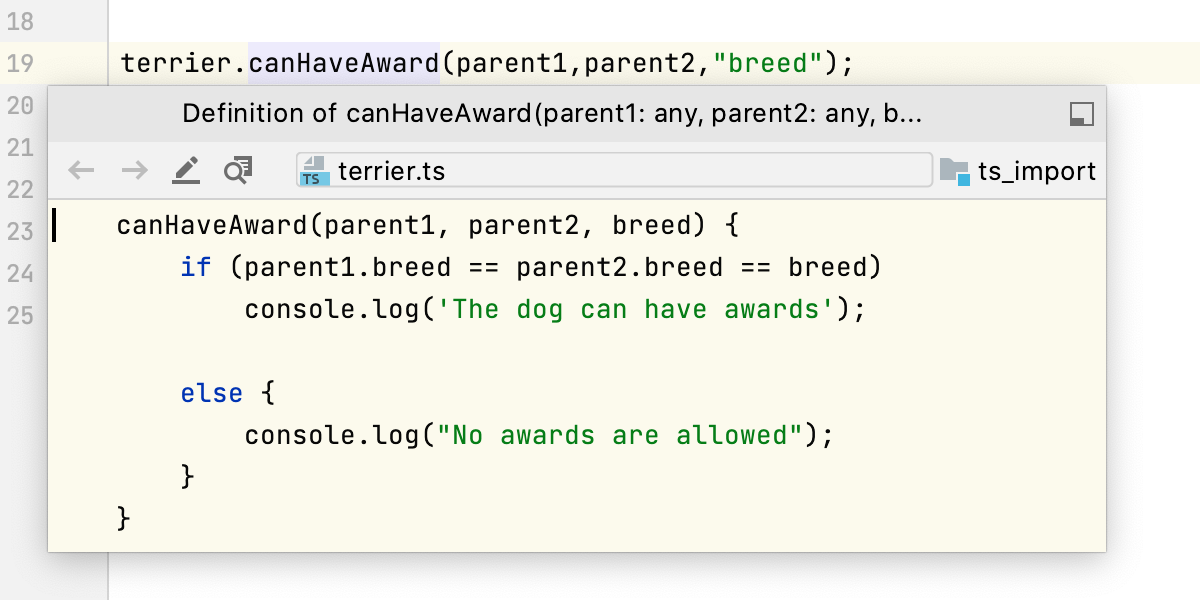 18
19 terrier.canHaveAward(parent1,parent2,"breed");
20 Definition of canHaveAward(parent1: any, parent2: any, b...
21
22 TS terrier.ts ts_import
23 canHaveAward(parent1, parent2, breed) {
24 if (parent1.breed == parent2.breed == breed)
25 console.log('The dog can have awards');
else {
console.log("No awards are allowed");
}
}